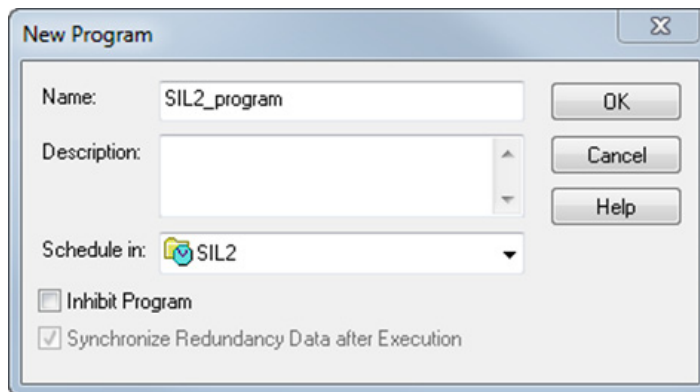 New Program
Name: SIL2_program OK
Description: Cancel
Help
Schedule in: SIL2
Inhibit Program
Synchronize Redundancy Data after Execution